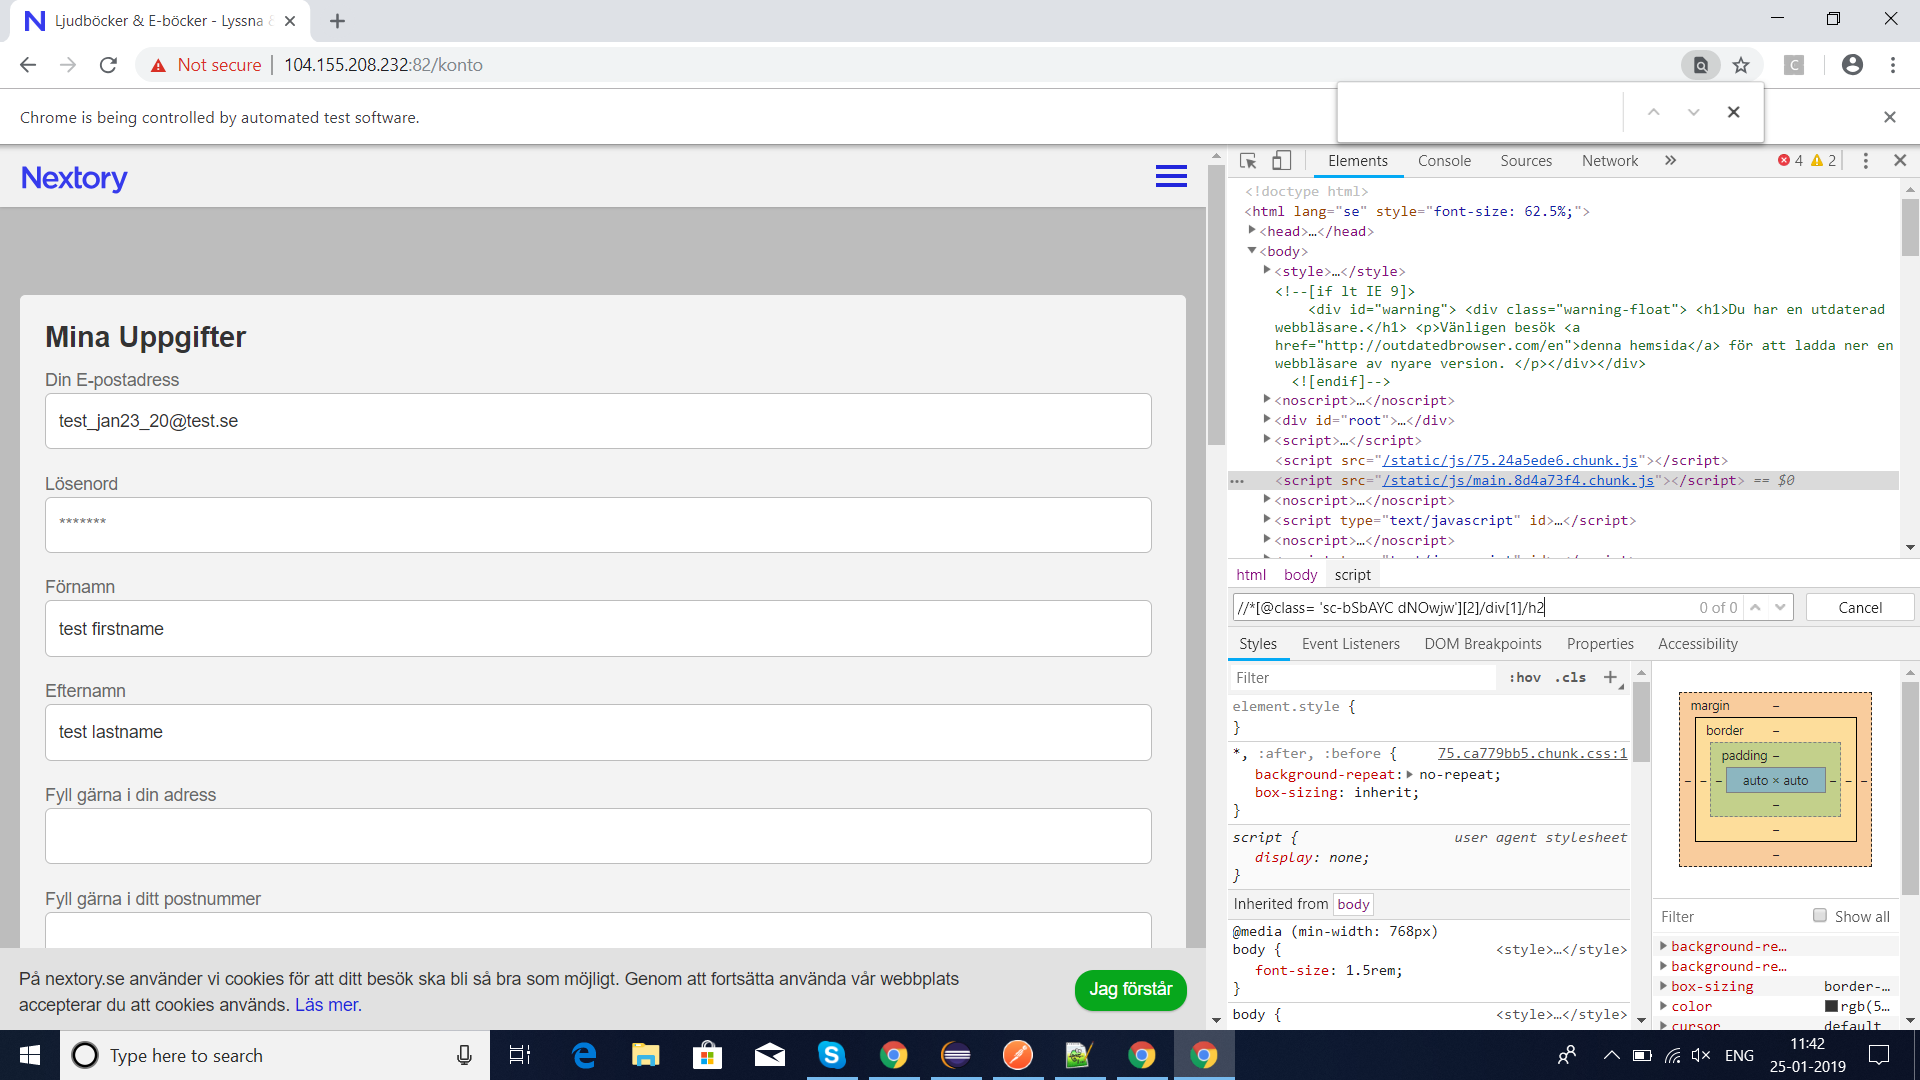 Ljudböcker & E-böcker - Lyssna
Not secure
104.155.208.232:82/konto
C
Chrome is being controlled by automated test software.
Nextory
Mina Uppgifter
Din E-postadress
test_jan23_20@test.se
Lösenord
*******
Förnamn
test firstname
Efternamn
test lastname
Fyll gärna i din adress
Fyll gärna i ditt postnummer
På nextory.se använder vi cookies för att ditt besök ska bli så bra som möjligt. Genom att fortsätta använda vår webbplats
accepterar du att cookies används. Läs mer.
Jag förstår
Elements Console Sources Network » 4 2
<!doctype html>
<html lang="se" style="font-size: 62.5%;">
<head>…</head>
<body>
<style>…</style>
<!--[if lt IE 9]>
<div id="warning"> <div class="warning-float"> <h1>Du har en utdaterad
webbläsare.</h1> <p>Vänligen besök <a
href="http://outdatedbrowser.com/en">denna hemsida</a> för att ladda ner en
webbläsare av nyare version. </p></div></div>
<![endif]-->
<noscript>…</noscript>
<div id="root">…</div>
<script>…</script>
<script src="/static/js/75.24a5ede6.chunk.js"></script>
<script src="/static/js/main.8d4a73f4.chunk.js"></script> == $0
<noscript>…</noscript>
<script type="text/javascript" id>…</script>
<noscript>…</noscript>
html body script
//*[@class= 'sc-bSbAYC dNOwjw'][2]/div[1]/h2
0 of 0
Cancel
Styles Event Listeners DOM Breakpoints Properties Accessibility
Filter :hov .cls +
element.style {
}
*, :after, :before { 75.ca779bb5.chunk.css:1
background-repeat: no-repeat;
box-sizing: inherit;
}
script { user agent stylesheet
display: none;
}
Inherited from body
@media (min-width: 768px)
body { <style>…</style>
font-size: 1.5rem;
}
body { <style>…</style>
margin –
border –
padding –
– – – auto × auto – – –
–
–
–
Filter Show all
background-re…
background-re…
box-sizing border-…
color rgb(5…
cursor default
Type here to search
ENG
11:42
25-01-2019